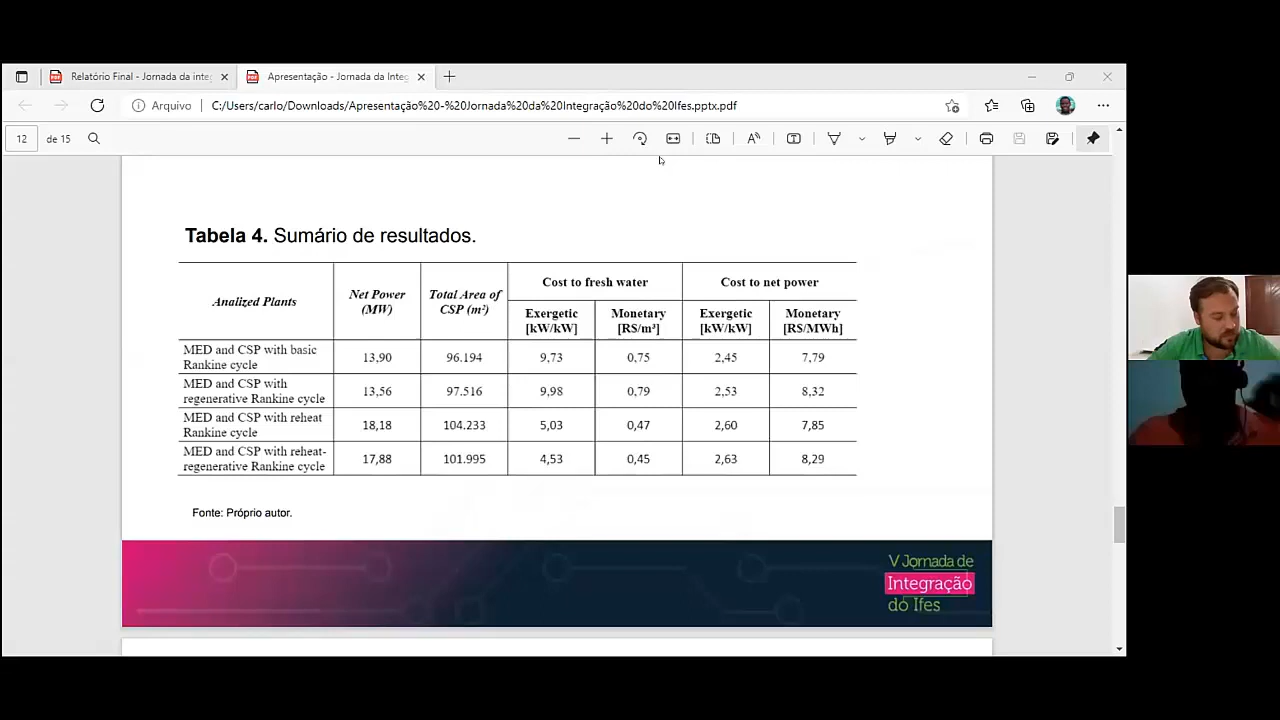 Relatório Final - Jornada da integ
Apresentação - Jornada da Integ
Arquivo
C:/Users/carlo/Downloads/Apresentação%20-%20Jornada%20da%20Integração%20do%20Ifes.pptx.pdf
12 de 15
Tabela 4. Sumário de resultados.
Analized Plants
Net Power (MW)
Total Area of CSP (m²)
Cost to fresh water
Cost to net power
Exergetic [kW/kW]
Monetary [R$/m³]
Exergetic [kW/kW]
Monetary [R$/MWh]
MED and CSP with basic Rankine cycle 13,90 96.194 9,73 0,75 2,45 7,79
MED and CSP with regenerative Rankine cycle 13,56 97.516 9,98 0,79 2,53 8,32
MED and CSP with reheat Rankine cycle 18,18 104.233 5,03 0,47 2,60 7,85
MED and CSP with reheat-regenerative Rankine cycle 17,88 101.995 4,53 0,45 2,63 8,29
Fonte: Próprio autor.
V Jornada de
Integração
do Ifes